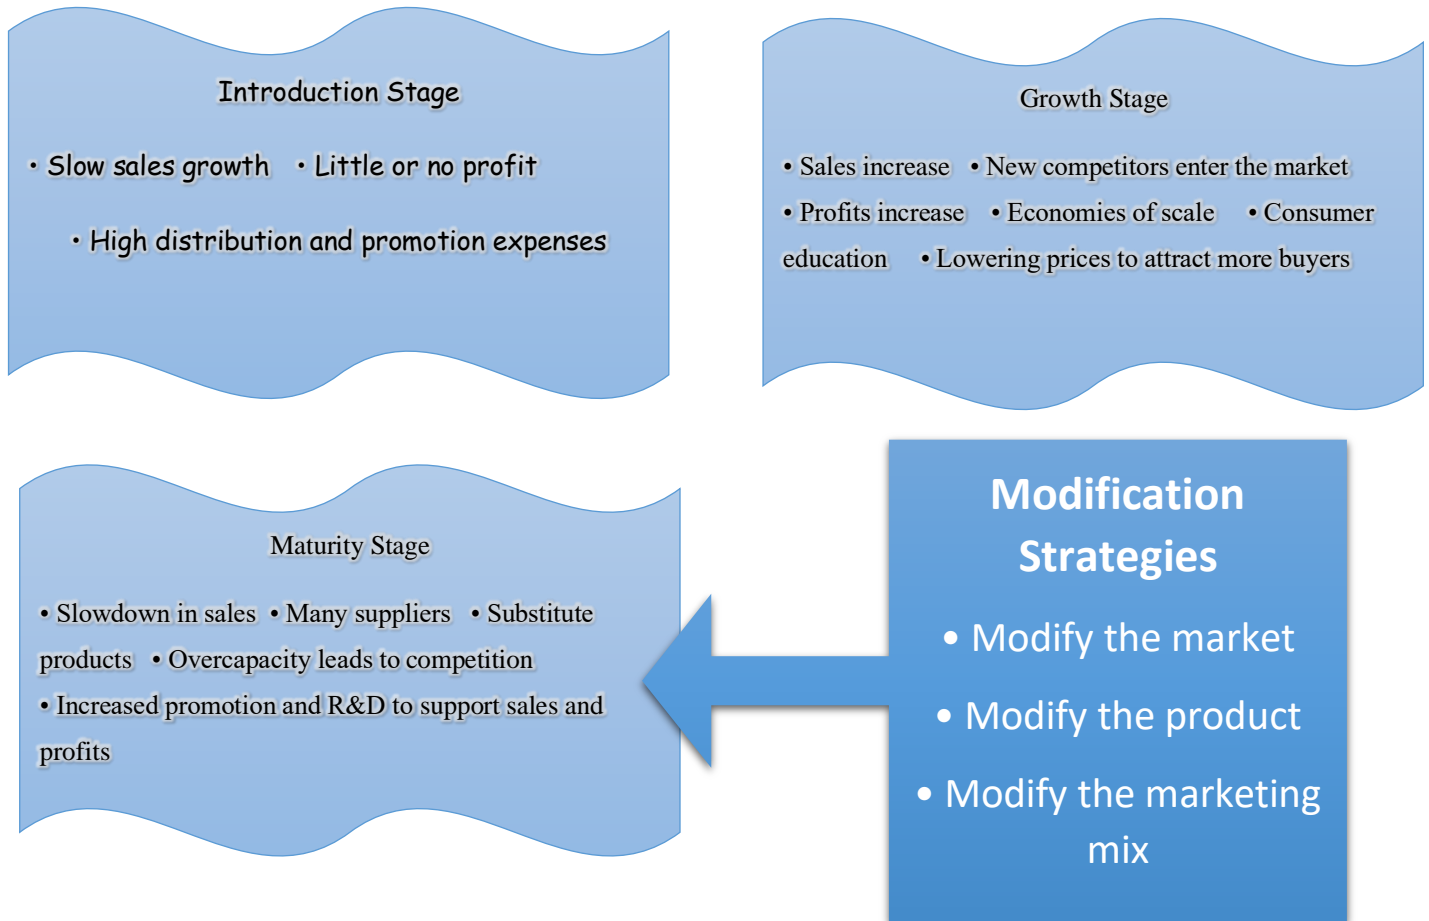 Introduction Stage
• Slow sales growth • Little or no profit
• High distribution and promotion expenses
Growth Stage
• Sales increase • New competitors enter the market
• Profits increase • Economies of scale • Consumer
education • Lowering prices to attract more buyers
Maturity Stage
• Slowdown in sales • Many suppliers • Substitute
products • Overcapacity leads to competition
• Increased promotion and R&D to support sales and
profits
Modification
Strategies
• Modify the market
• Modify the product
• Modify the marketing
mix